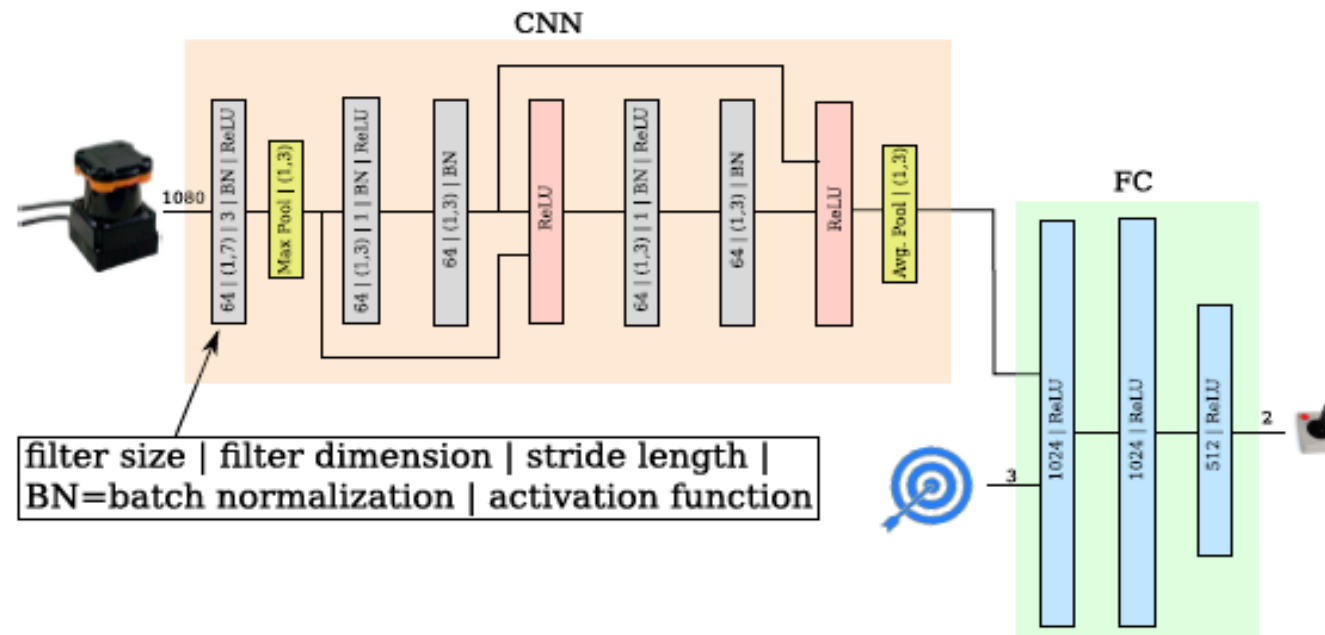 CNN
1080
64 | (1,7) | 3 | BN | ReLU
Max Pool | (1,3)
64 | (1,3) | 1 | BN | ReLU
64 | (1,3) | BN
ReLU
64 | (1,3) | 1 | BN | ReLU
64 | (1,3) | BN
ReLU
Avg. Pool | (1,3)
FC
1024 | ReLU
1024 | ReLU
512 | ReLU
2
3
filter size | filter dimension | stride length |
BN=batch normalization | activation function